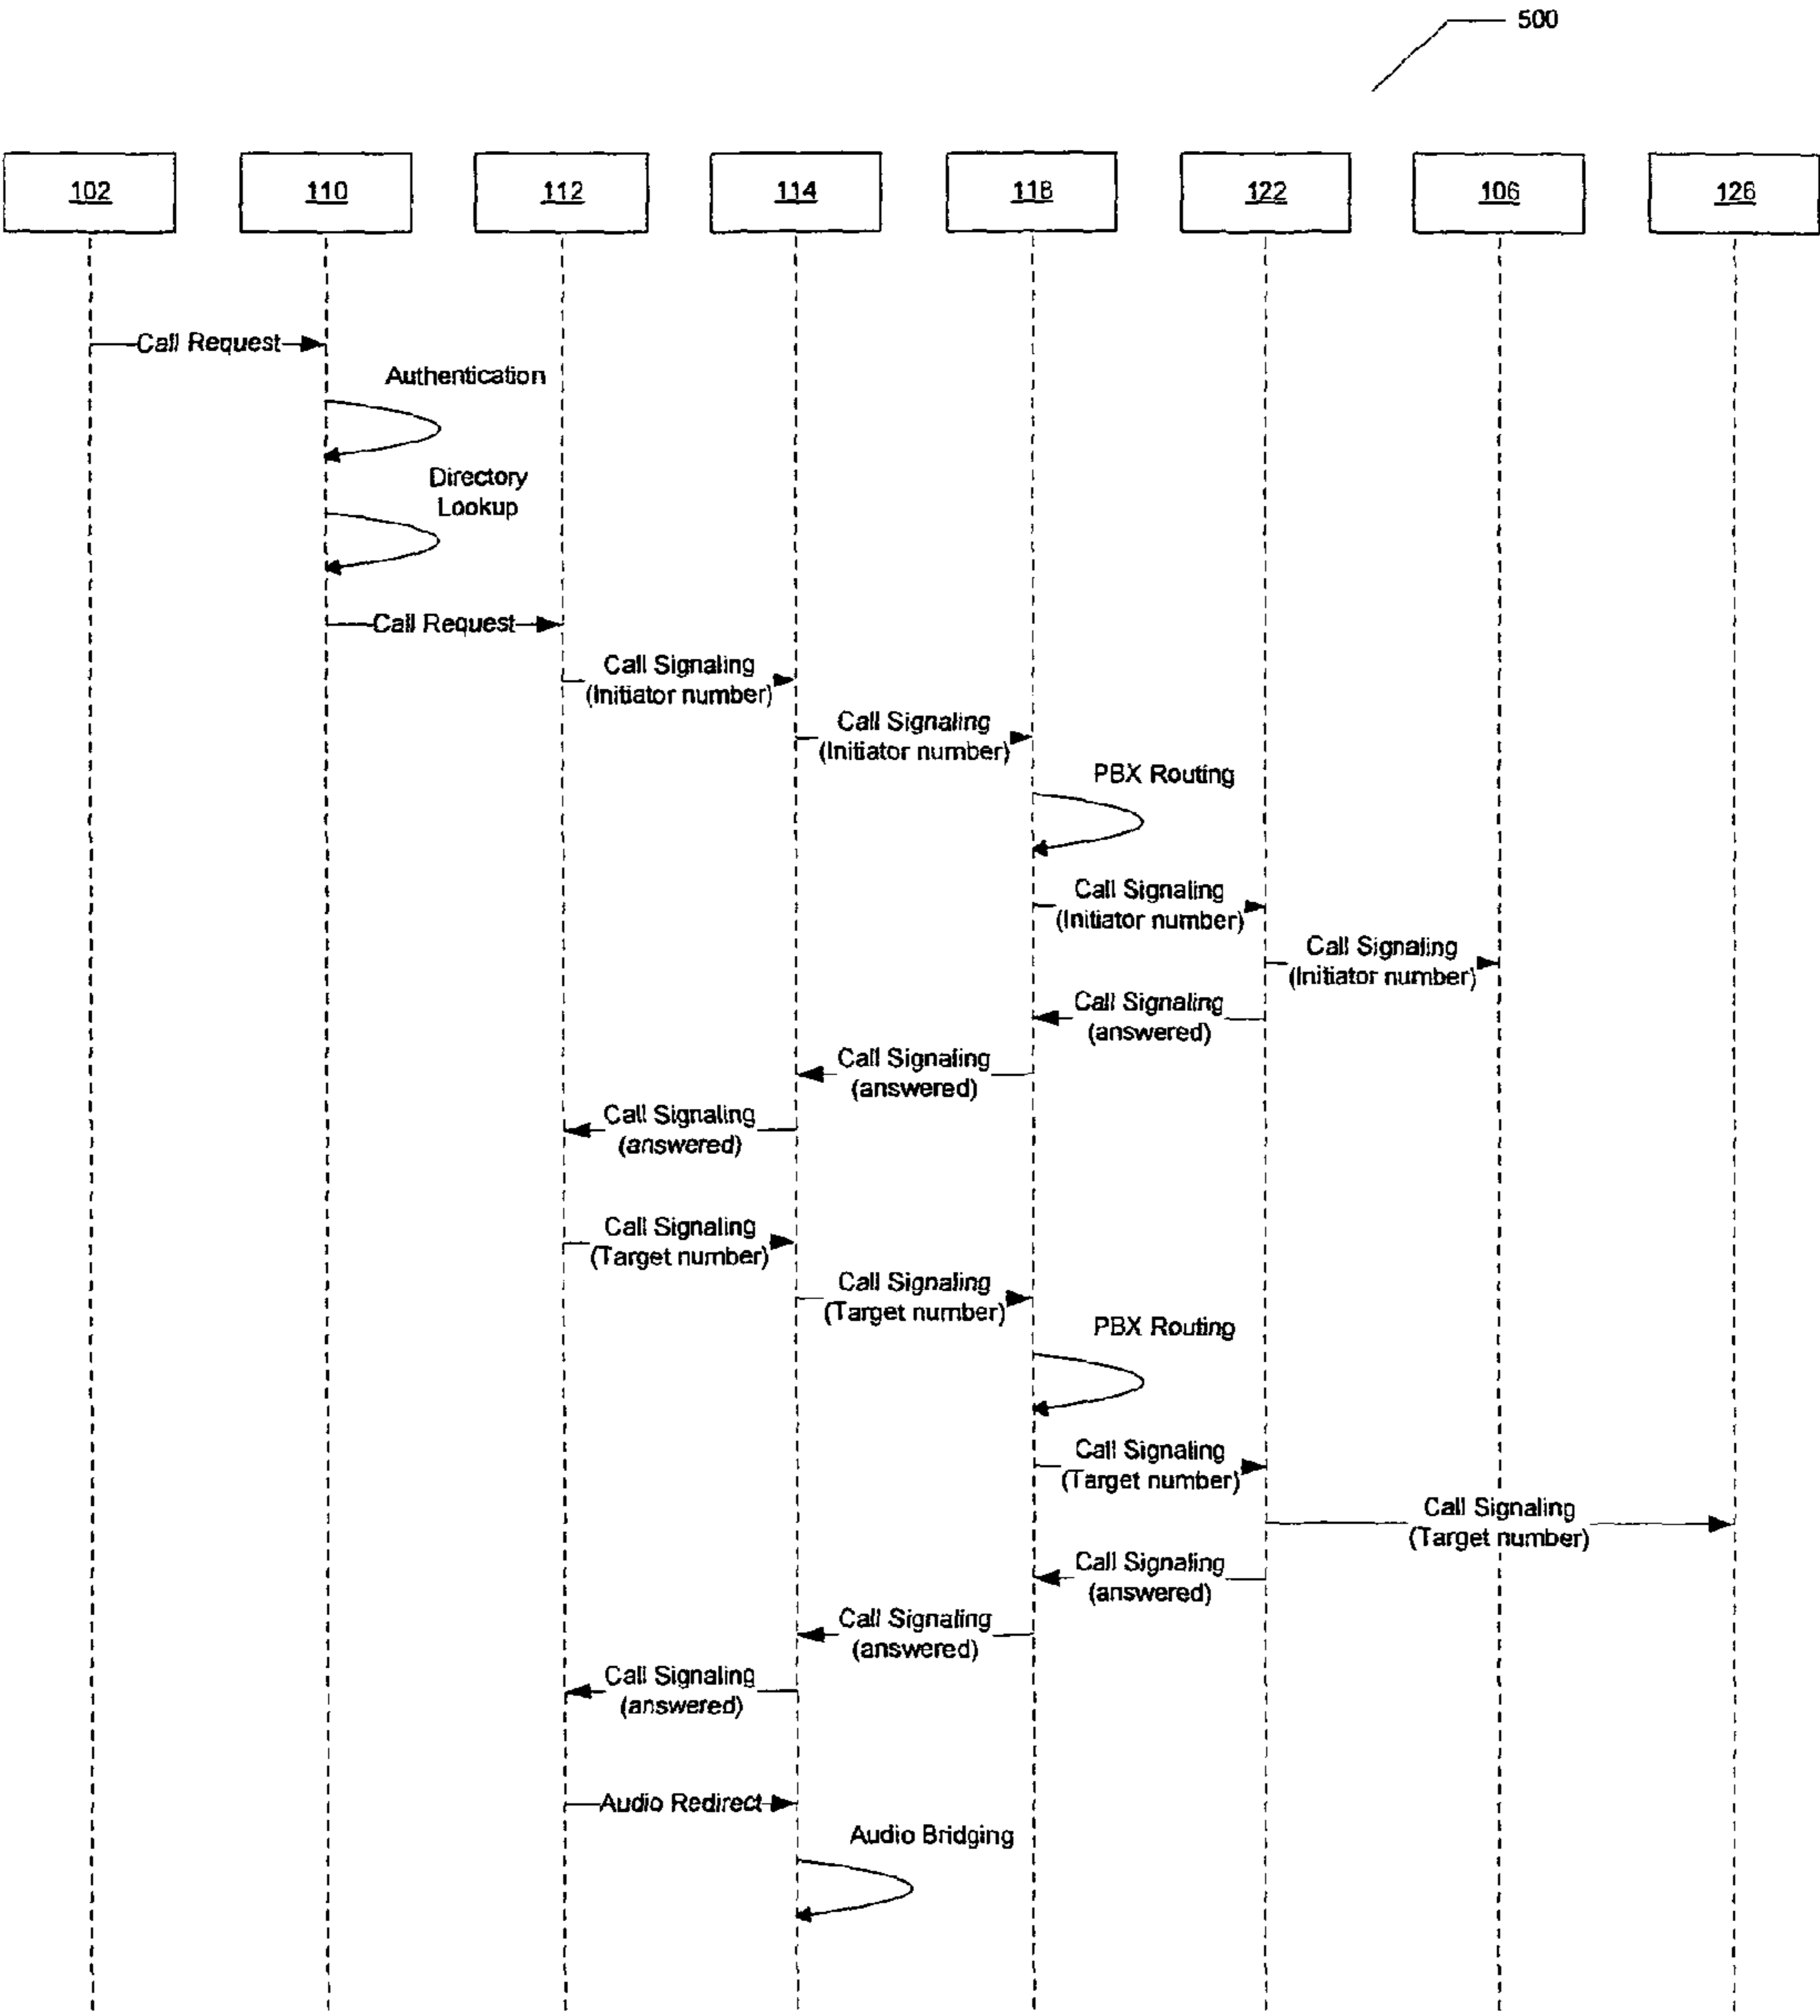 500
102
110
112
114
118
122
106
126
Call Request
Authentication
Directory
Lookup
Call Request
Call Signaling
(Initiator number)
Call Signaling
(Initiator number)
PBX Routing
Call Signaling
(Initiator number)
Call Signaling
(Initiator number)
Call Signaling
(answered)
Call Signaling
(answered)
Call Signaling
(answered)
Call Signaling
(Target number)
Call Signaling
(Target number)
PBX Routing
Call Signaling
(Target number)
Call Signaling
(Target number)
Call Signaling
(answered)
Call Signaling
(answered)
Call Signaling
(answered)
Audio Redirect
Audio Bridging